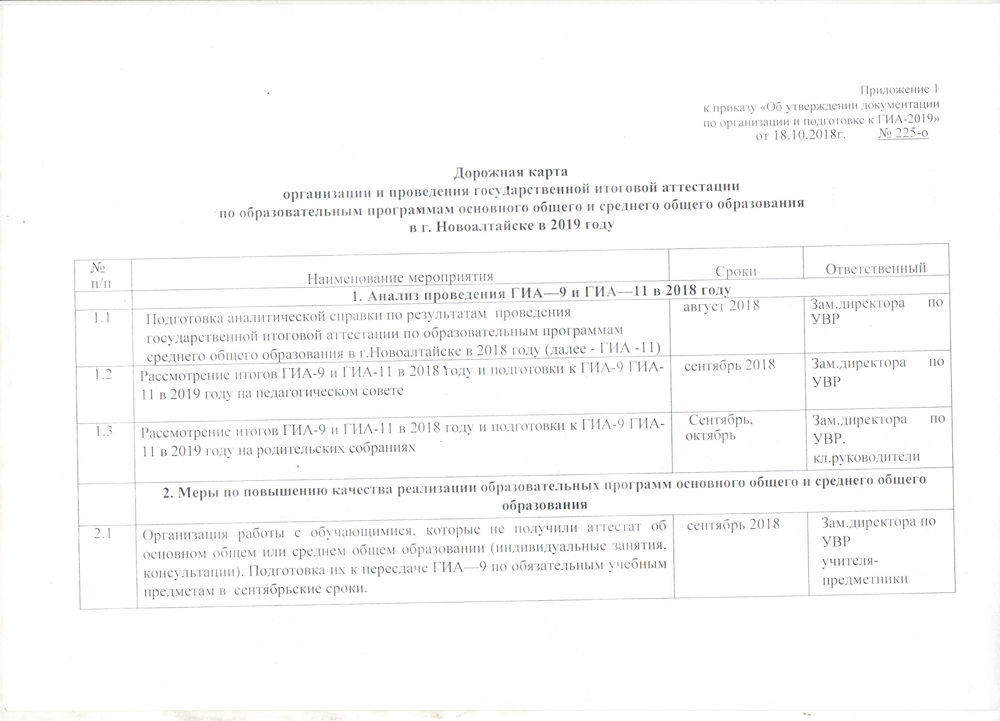 Приложение 1
к приказу «Об утверждении документации
по организации и подготовке к ГИА-2019»
от 18.10.2018г. № 225-о
Дорожная карта
организации и проведения государственной итоговой аттестации
по образовательным программам основного общего и среднего общего образования
в г. Новоалтайске в 2019 году
№
п/п
Наименование мероприятия
Сроки
Ответственный
1. Анализ проведения ГИА—9 и ГИА—11 в 2018 году
1.1
Подготовка аналитической справки по результатам проведения
государственной итоговой аттестации по образовательным программам
среднего общего образования в г.Новоалтайске в 2018 году (далее - ГИА -11)
август 2018
Зам.директора по
УВР
1.2
Рассмотрение итогов ГИА-9 и ГИА-11 в 2018 году и подготовки к ГИА-9 ГИА-
11 в 2019 году на педагогическом совете
сентябрь 2018
Зам.директора по
УВР
1.3
Рассмотрение итогов ГИА-9 и ГИА-11 в 2018 году и подготовки к ГИА-9 ГИА-
11 в 2019 году на родительских собраниях
Сентябрь,
октябрь
Зам.директора по
УВР,
кл.руководители
2. Меры по повышению качества реализации образовательных программ основного общего и среднего общего
образования
2.1
Организация работы с обучающимися, которые не получили аттестат об
основном общем или среднем общем образовании (индивидуальные занятия,
консультации). Подготовка их к пересдаче ГИА—9 по обязательным учебным
предметам в сентябрьские сроки.
сентябрь 2018
Зам.директора по
УВР
учителя-
предметники